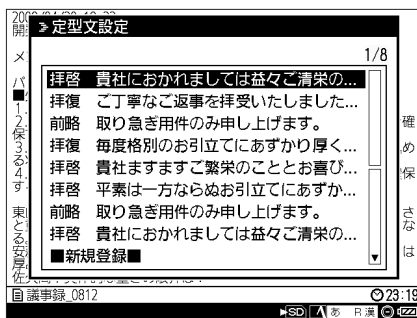 定型文設定
1/8
拝啓 貴社におかれましては益々ご清栄の...
拝復 ご丁寧なご返事を拝受いたしました...
前略 取り急ぎ用件のみ申し上げます。
拝復 毎度格別のお引立てにあずかり厚く...
拝啓 貴社ますますご繁栄のこととお喜び...
拝啓 平素は一方ならぬお引立てにあずか...
前略 取り急ぎ用件のみ申し上げます。
拝啓 貴社におかれましては益々ご清栄の...
■新規登録■
議事録_0812
23:19
SD
A あ R漢